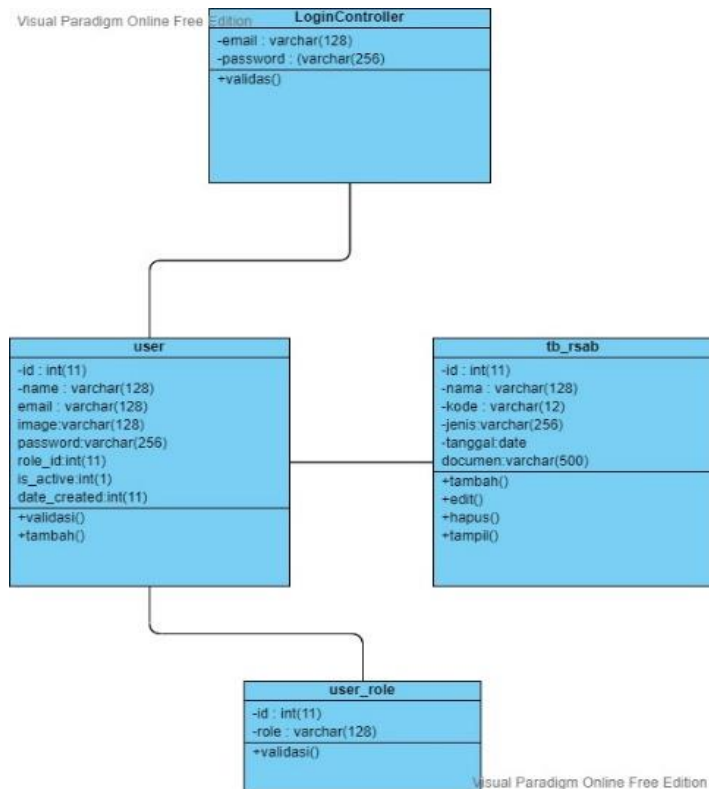 Visual Paradigm Online Free Edition
LoginController
-email : varchar(128)
-password : (varchar(256)
+validas()
user
-id : int(11)
-name : varchar(128)
email : varchar(128)
image:varchar(128)
password:varchar(256)
role_id:int(11)
is_active:int(1)
date_created:int(11)
+validasi()
+tambah()
tb_rsab
-id : int(11)
-nama : varchar(128)
-kode : varchar(12)
-jenis:varchar(256)
-tanggal:date
documen:varchar(500)
+tambah()
+edit()
+hapus()
+tampil()
user_role
-id : int(11)
-role : varchar(128)
+validasi()
Visual Paradigm Online Free Edition